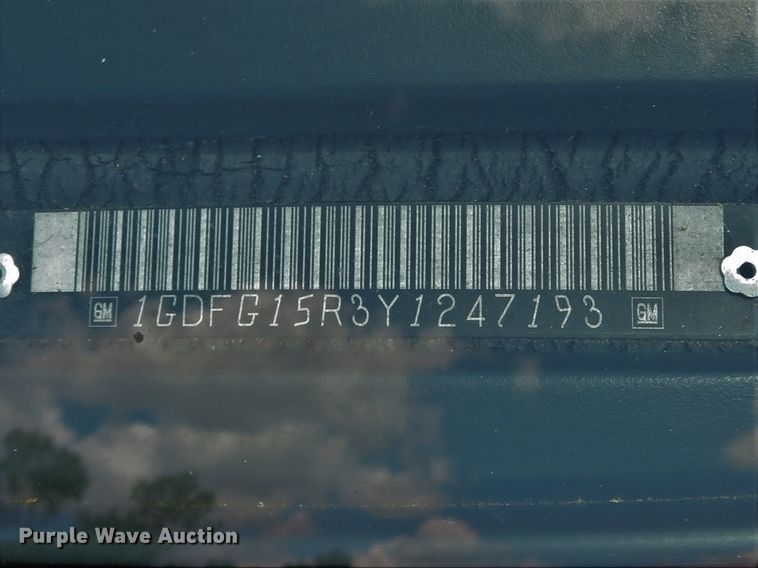 GM 1GDFG15R3Y1247193 GM
Purple Wave Auction